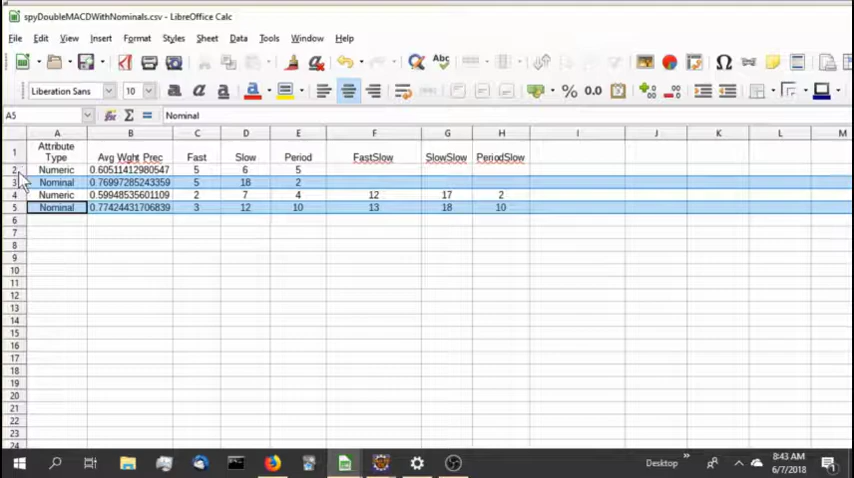 spyDoubleMACDWithNominals.csv - LibreOffice Calc
File Edit View Insert Format Styles Sheet Data Tools Window Help
Liberation Sans 10 a a a a % 0.0
A5 Nominal
A B C D E F G H I J K L M
1 Attribute Type Avg Wght Prec Fast Slow Period FastSlow SlowSlow PeriodSlow
2 Numeric 0.60511412980547 5 6 5
3 Nominal 0.76997285243359 5 18 2
4 Numeric 0.59948535601109 2 7 4 12 17 2
5 Nominal 0.77424431706839 3 12 10 13 18 10
6
7
8
9
10
11
12
13
14
15
16
17
18
19
20
21
22
23
24
Desktop 8:43 AM
6/7/2018